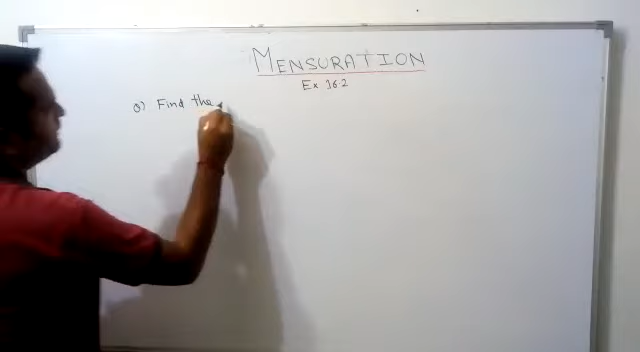 MENSURATION
Ex 16.2
Q) Find the